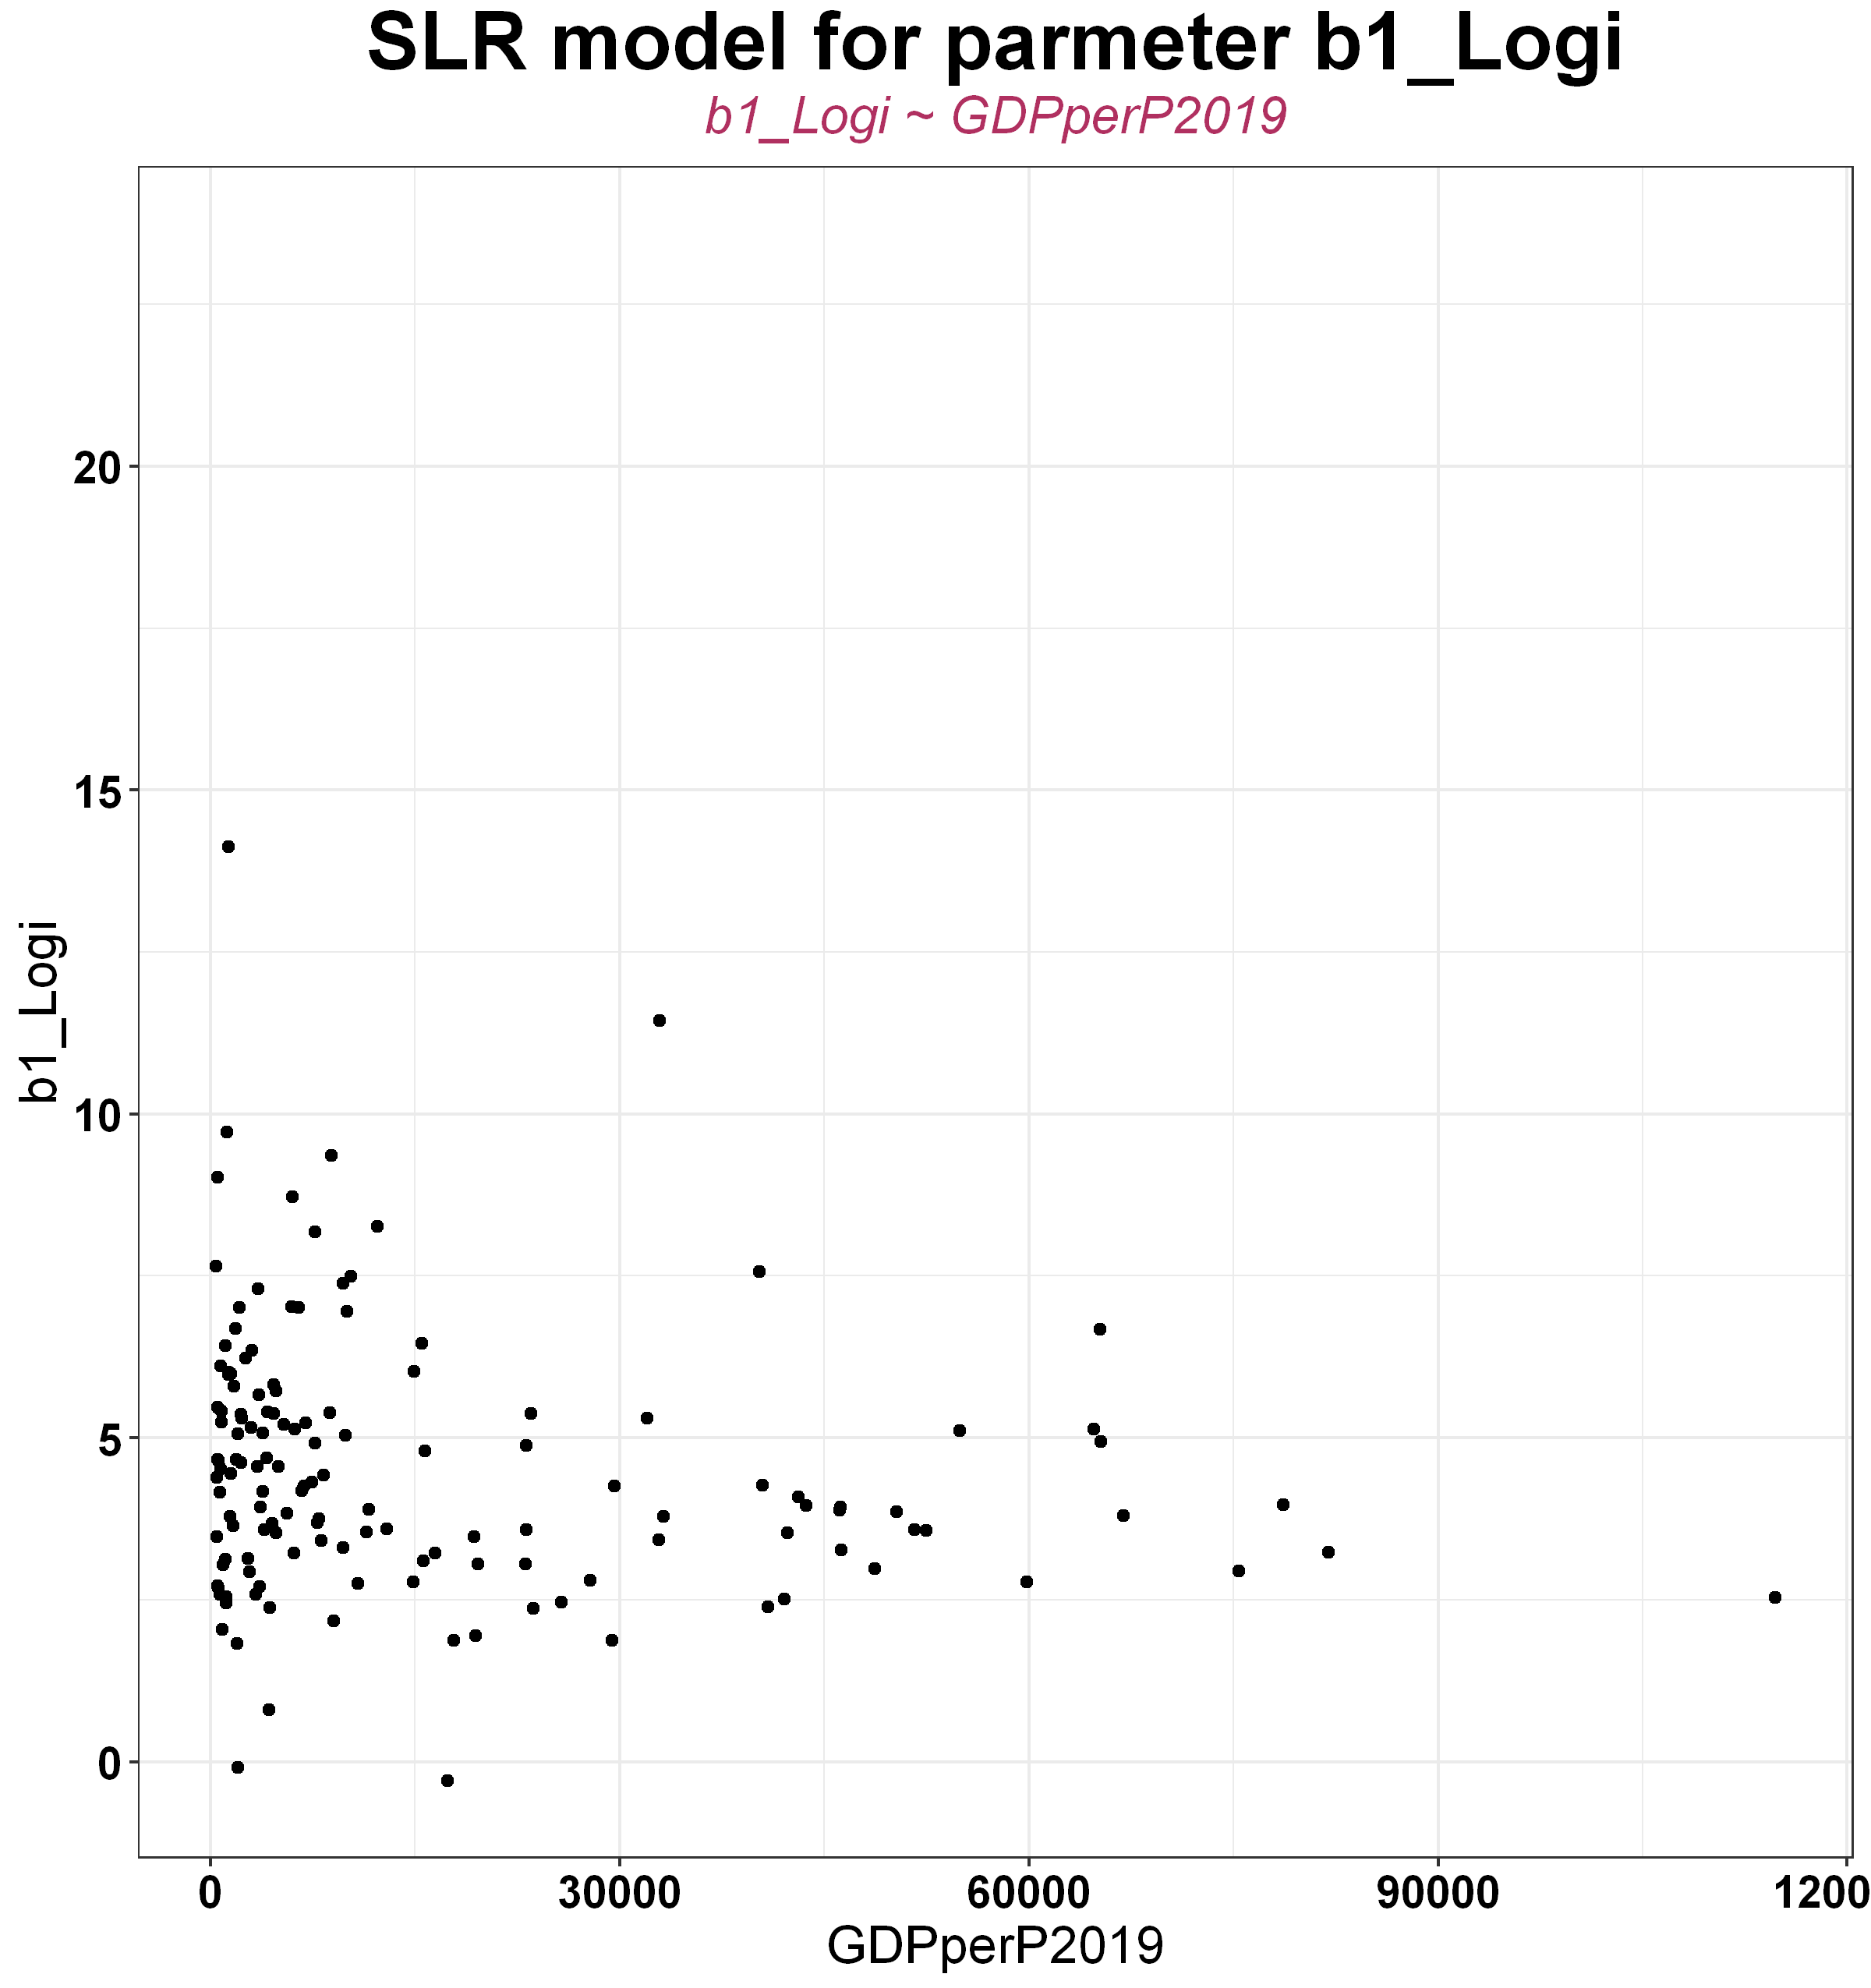 SLR model for parmeter b1_Logi
b1_Logi ~ GDPperP2019
20
15
10
5
0
b1_Logi
0 30000 60000 90000 1200
GDPperP2019